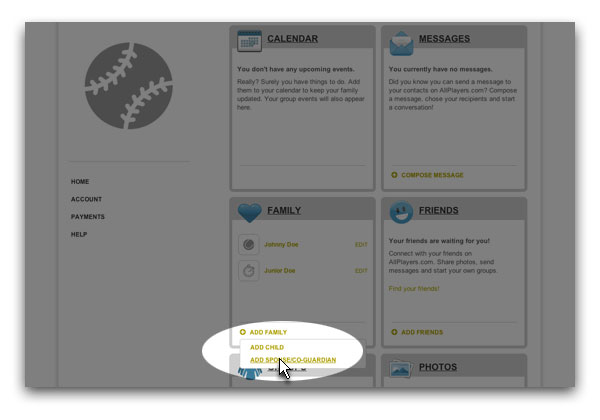 HOME
ACCOUNT
PAYMENTS
HELP
CALENDAR
You don't have any upcoming events.
Really? Surely you have things to do. Add
them to your calendar to keep your family
updated. Your group events will also appear
here.
MESSAGES
You currently have no messages.
Did you know you can send a message to
your contacts on AllPlayers.com? Compose
a message, chose your recipients and start
a conversation!
COMPOSE MESSAGE
FAMILY
Johnny Doe EDIT
Junior Doe EDIT
ADD FAMILY
ADD CHILD
ADD SPOUSE/CO-GUARDIAN
FRIENDS
Your friends are waiting for you!
Connect with your friends on
AllPlayers.com. Share photos, send
messages and start your own groups.
Find your friends!
ADD FRIENDS
PHOTOS